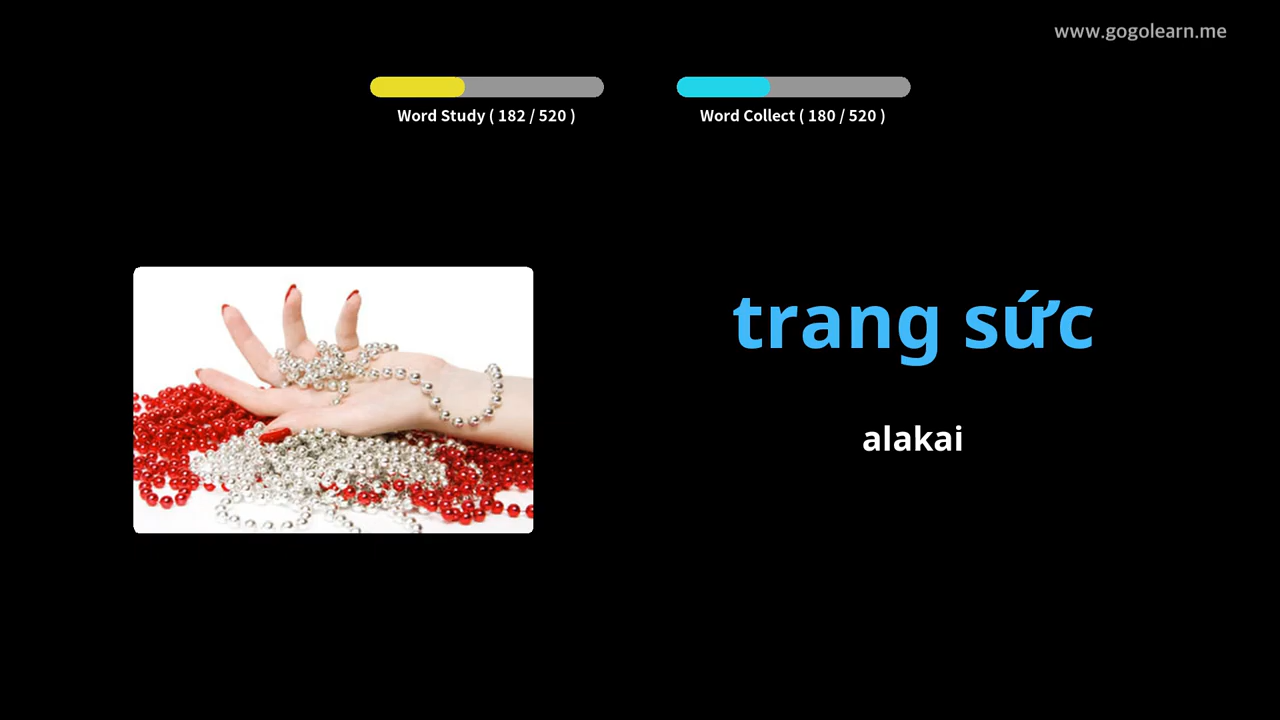 www.gogolearn.me
Word Study ( 182 / 520 )
Word Collect ( 180 / 520 )
trang sức
alakai